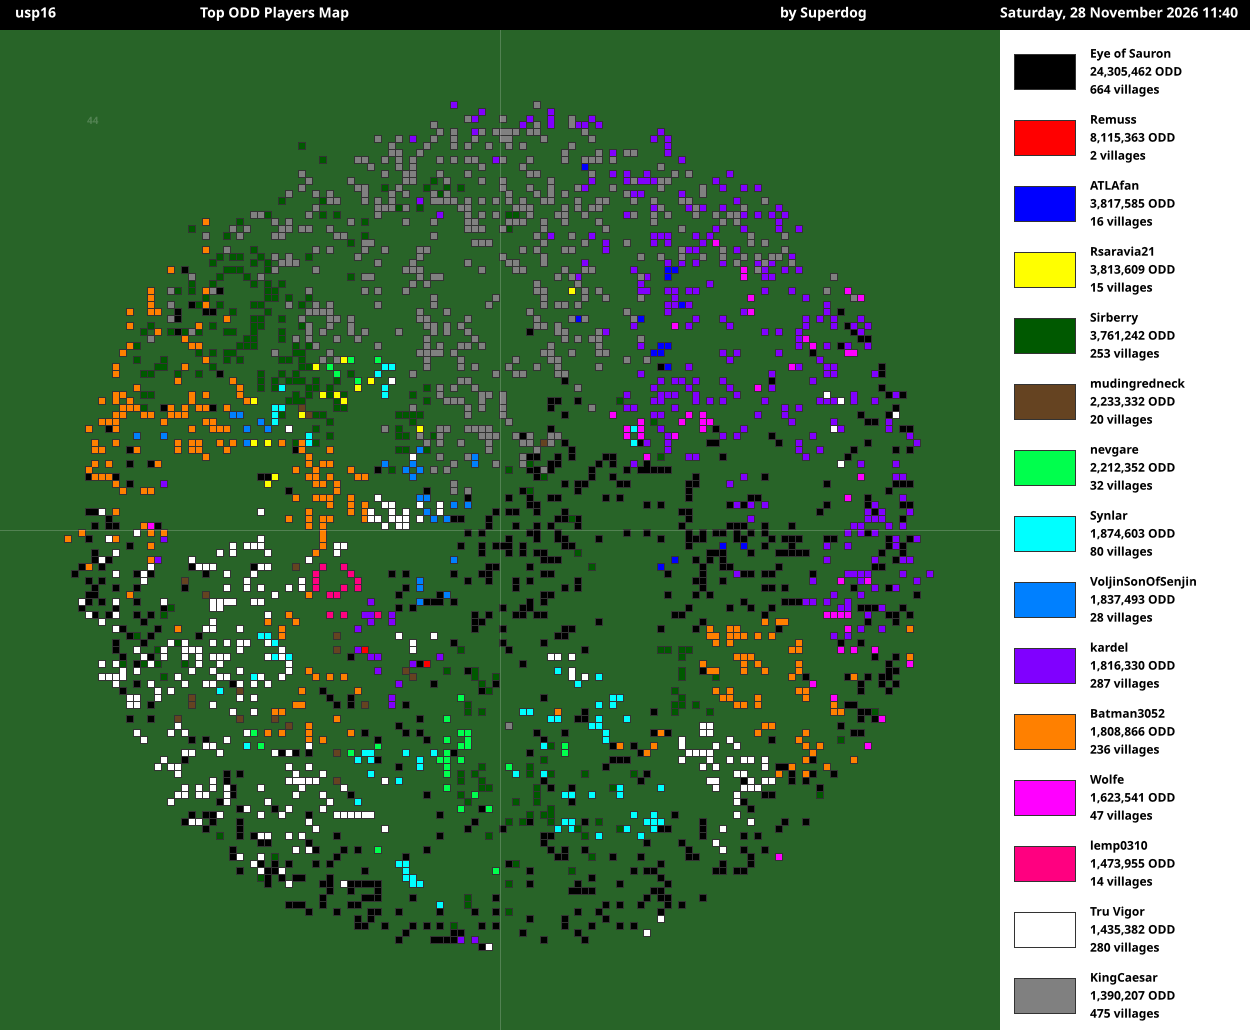 usp16 Top ODD Players Map by Superdog Saturday, 28 November 2026 11:40
44
Eye of Sauron
24,305,462 ODD
664 villages
Remuss
8,115,363 ODD
2 villages
ATLAfan
3,817,585 ODD
16 villages
Rsaravia21
3,813,609 ODD
15 villages
Sirberry
3,761,242 ODD
253 villages
mudingredneck
2,233,332 ODD
20 villages
nevgare
2,212,352 ODD
32 villages
Synlar
1,874,603 ODD
80 villages
VoljinSonOfSenjin
1,837,493 ODD
28 villages
kardel
1,816,330 ODD
287 villages
Batman3052
1,808,866 ODD
236 villages
Wolfe
1,623,541 ODD
47 villages
lemp0310
1,473,955 ODD
14 villages
Tru Vigor
1,435,382 ODD
280 villages
KingCaesar
1,390,207 ODD
475 villages